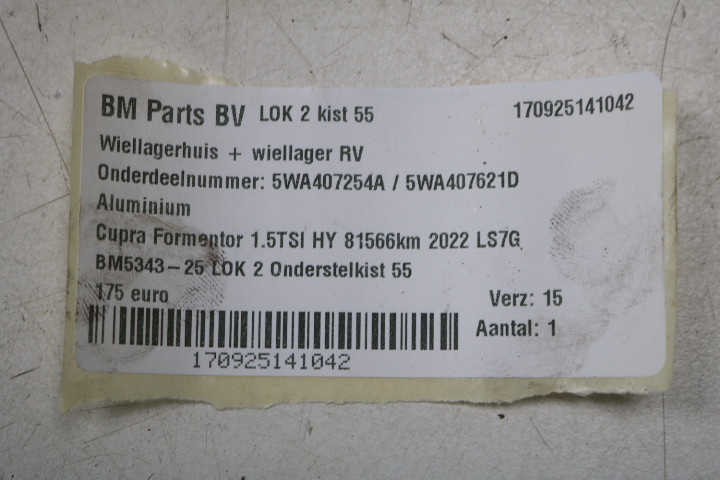 BM Parts BV LOK 2 kist 55 170925141042
Wiellagerhuis + wiellager RV
Onderdeelnummer: 5WA407254A / 5WA407621D
Aluminium
Cupra Formentor 1.5TSI HY 81566km 2022 LS7G
BM5343-25 LOK 2 Onderstelkist 55
175 euro Verz: 15
Aantal: 1
170925141042